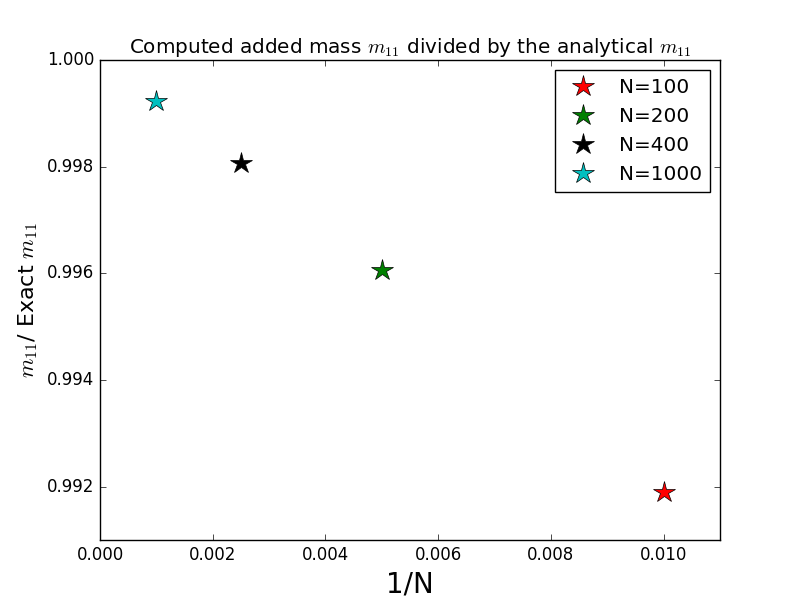 Computed added mass m₁₁ divided by the analytical m₁₁
1.000
0.998
0.996
0.994
0.992
m₁₁/ Exact m₁₁
N=100
N=200
N=400
N=1000
0.000
0.002
0.004
0.006
0.008
0.010
1/N